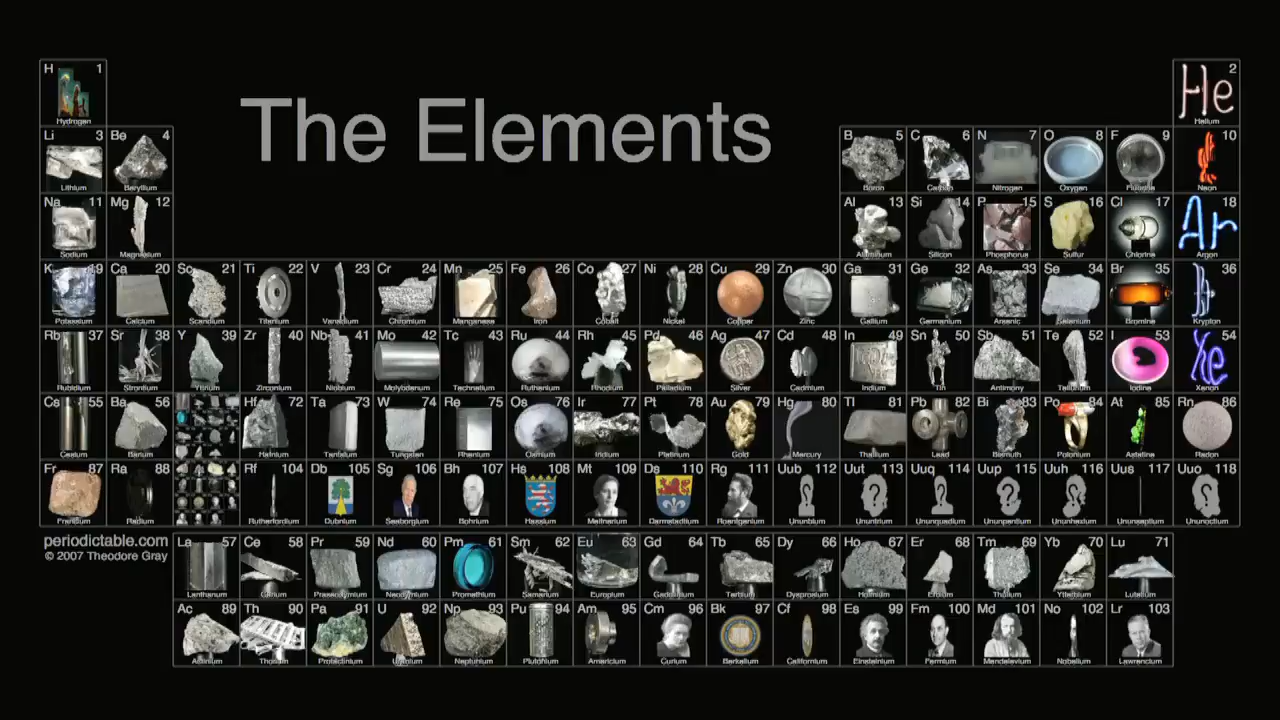 H 1 He 2
Hydrogen Helium
The Elements
Li 3 Be 4 B 5 C 6 N 7 O 8 F 9 10
Lithium Beryllium Boron Carbon Nitrogen Oxygen Fluorine Neon
Na 11 Mg 12 Al 13 Si 14 P 15 S 16 Cl 17 Ar 18
Sodium Magnesium Aluminum Silicon Phosphorus Sulfur Chlorine Argon
K 19 Ca 20 Sc 21 Ti 22 V 23 Cr 24 Mn 25 Fe 26 Co 27 Ni 28 Cu 29 Zn 30 Ga 31 Ge 32 As 33 Se 34 Br 35 36
Potassium Calcium Scandium Titanium Vanadium Chromium Manganese Iron Cobalt Nickel Copper Zinc Gallium Germanium Arsenic Selenium Bromine Krypton
Rb 37 Sr 38 Y 39 Zr 40 Nb 41 Mo 42 Tc 43 Ru 44 Rh 45 Pd 46 Ag 47 Cd 48 In 49 Sn 50 Sb 51 Te 52 I 53 Xe 54
Rubidium Strontium Yttrium Zirconium Niobium Molybdenum Technetium Ruthenium Rhodium Palladium Silver Cadmium Indium Tin Antimony Tellurium Iodine Xenon
Cs 55 Ba 56 Hf 72 Ta 73 W 74 Re 75 Os 76 Ir 77 Pt 78 Au 79 Hg 80 Tl 81 Pb 82 Bi 83 Po 84 At 85 Rn 86
Cesium Barium Hafnium Tantalum Tungsten Rhenium Osmium Iridium Platinum Gold Mercury Thallium Lead Bismuth Polonium Astatine Radon
Fr 87 Ra 88 Rf 104 Db 105 Sg 106 Bh 107 Hs 108 Mt 109 Ds 110 Rg 111 Uub 112 Uut 113 Uuq 114 Uup 115 Uuh 116 Uus 117 Uuo 118
Francium Radium Rutherfordium Dubnium Seaborgium Bohrium Hassium Meitnerium Darmstadtium Roentgenium Ununbium Ununtrium Ununquadium Ununpentium Ununhexium Ununseptium Ununoctium
periodictable.com
© 2007 Theodore Gray
La 57 Ce 58 Pr 59 Nd 60 Pm 61 Sm 62 Eu 63 Gd 64 Tb 65 Dy 66 Ho 67 Er 68 Tm 69 Yb 70 Lu 71
Lanthanum Cerium Praseodymium Neodymium Promethium Samarium Europium Gadolinium Terbium Dysprosium Holmium Erbium Thulium Ytterbium Lutetium
Ac 89 Th 90 Pa 91 U 92 Np 93 Pu 94 Am 95 Cm 96 Bk 97 Cf 98 Es 99 Fm 100 Md 101 No 102 Lr 103
Actinium Thorium Protactinium Uranium Neptunium Plutonium Americium Curium Berkelium Californium Einsteinium Fermium Mendelevium Nobelium Lawrencium